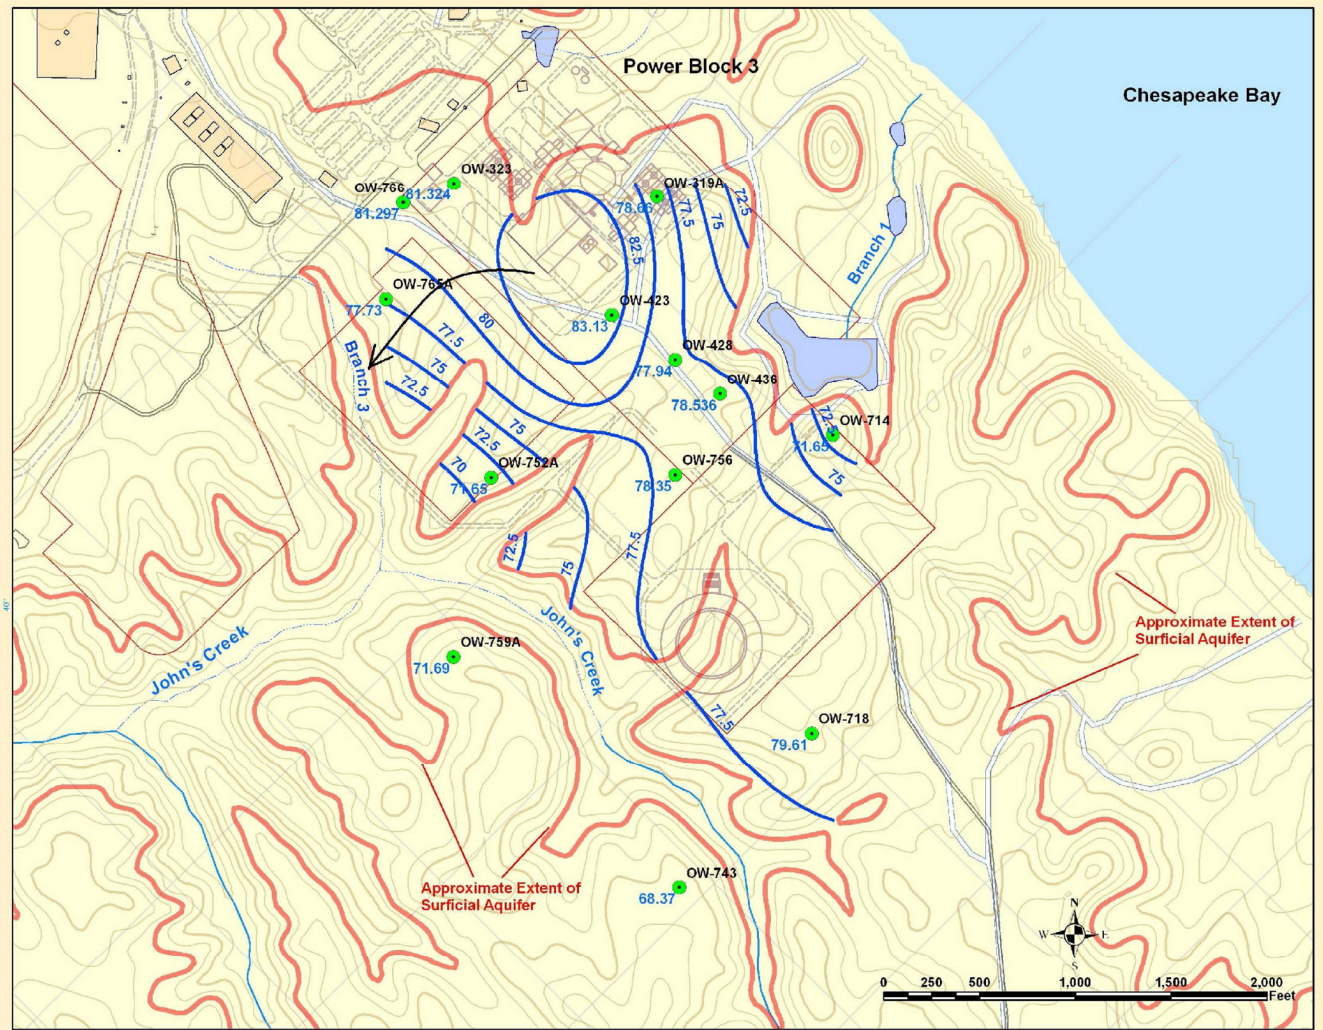 Power Block 3
Chesapeake Bay
OW-323
OW-766
81.324
81.297
OW-319A
78.66
77.5
75
72.5
82.5
Branch 1
OW-765A
77.73
OW-423
83.13
80
77.5
75
72.5
Branch 3
OW-428
77.94
OW-436
78.536
72.5
OW-714
71.65
75
75
72.5
70
OW-752A
71.65
OW-756
78.35
77.5
72.5
75
40'
John's Creek
John's Creek
OW-759A
71.69
Approximate Extent of
Surficial Aquifer
77.5
OW-718
79.61
Approximate Extent of
Surficial Aquifer
OW-743
68.37
N
W
E
S
0 250 500 1,000 1,500 2,000
Feet